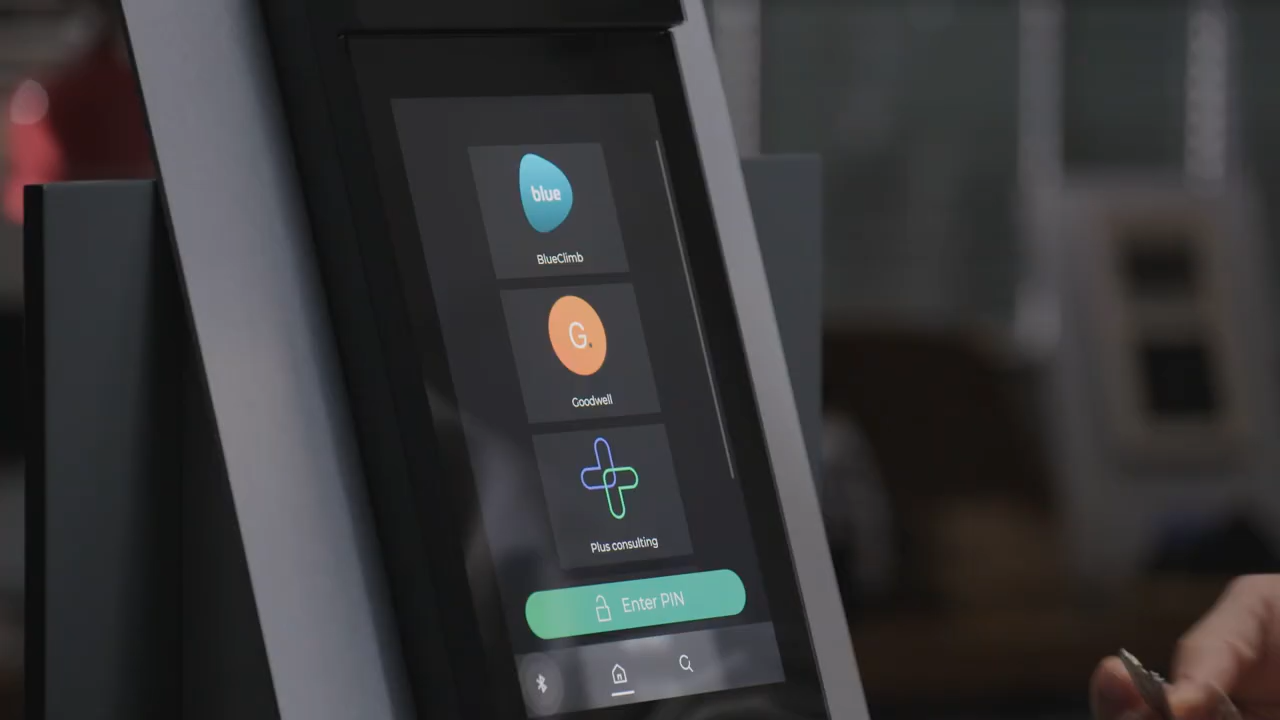 blue
BlueClimb
G.
Goodwell
Plus consulting
Enter PIN